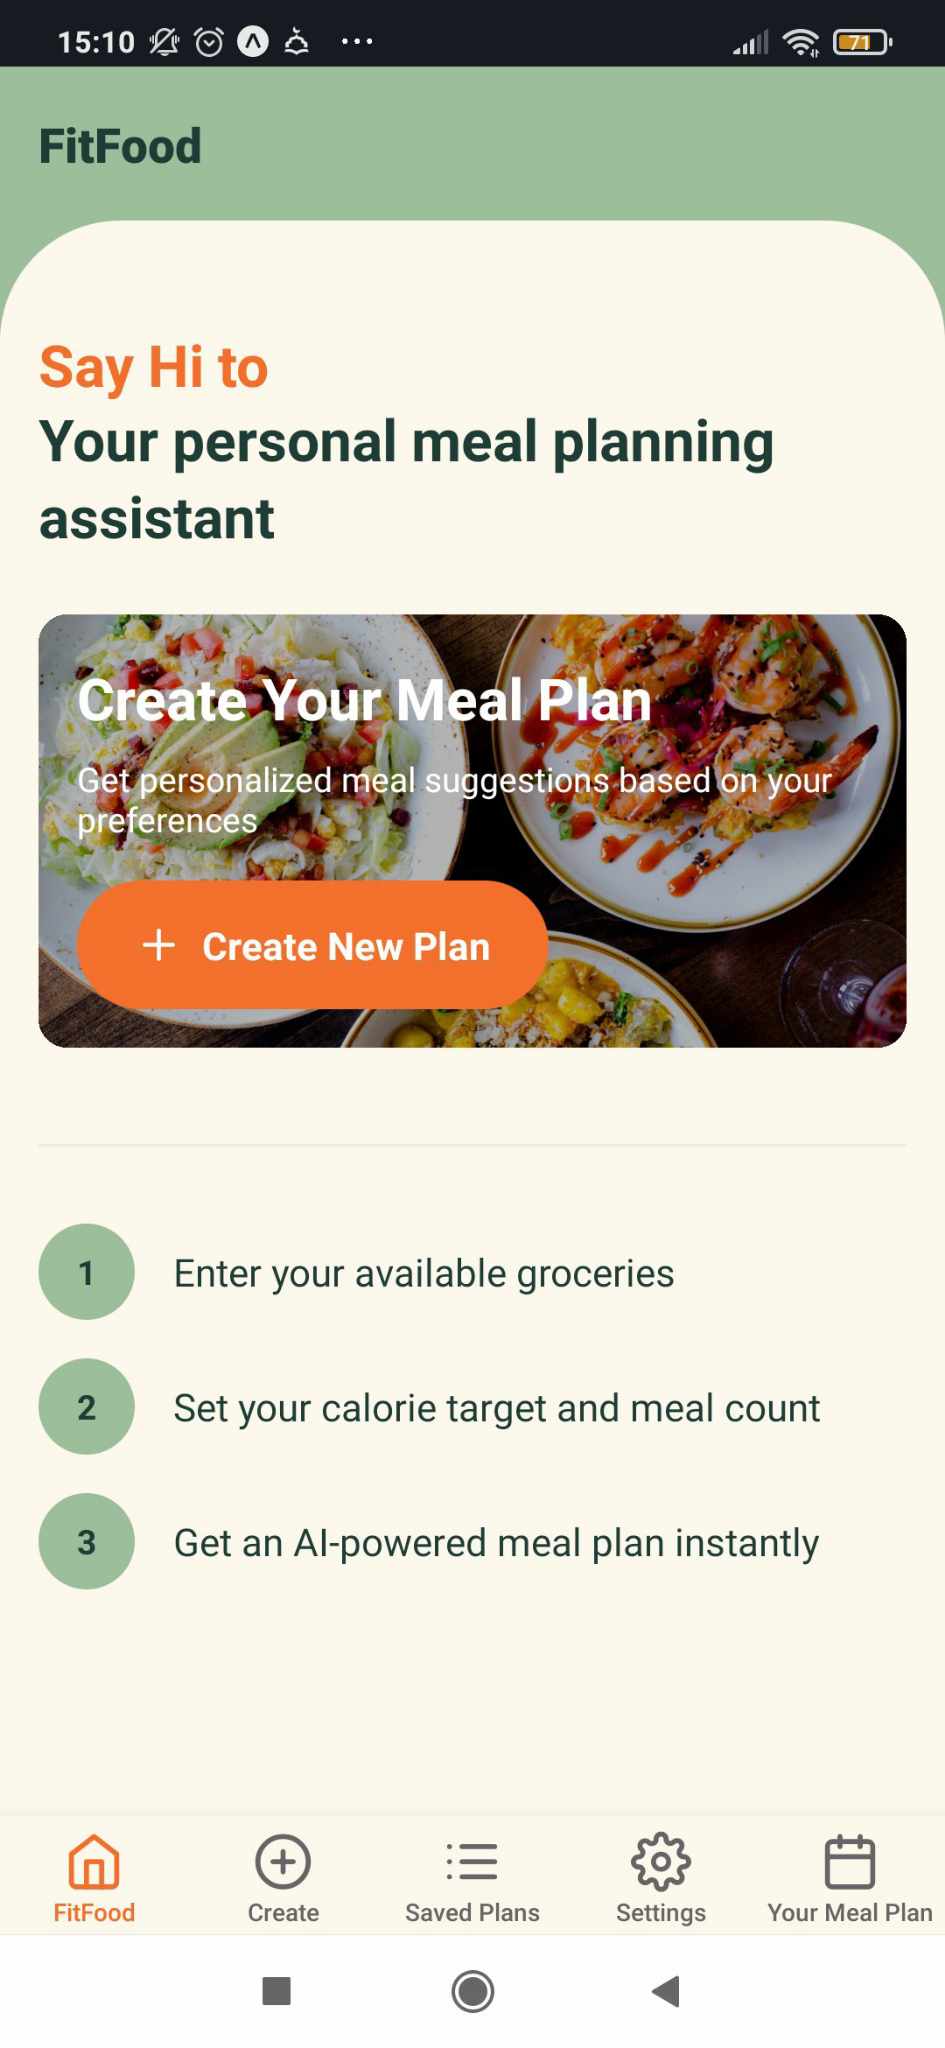 15:10
71
FitFood
Say Hi to
Your personal meal planning
assistant
Create Your Meal Plan
Get personalized meal suggestions based on your
preferences
+ Create New Plan
1 Enter your available groceries
2 Set your calorie target and meal count
3 Get an AI-powered meal plan instantly
FitFood Create Saved Plans Settings Your Meal Plan